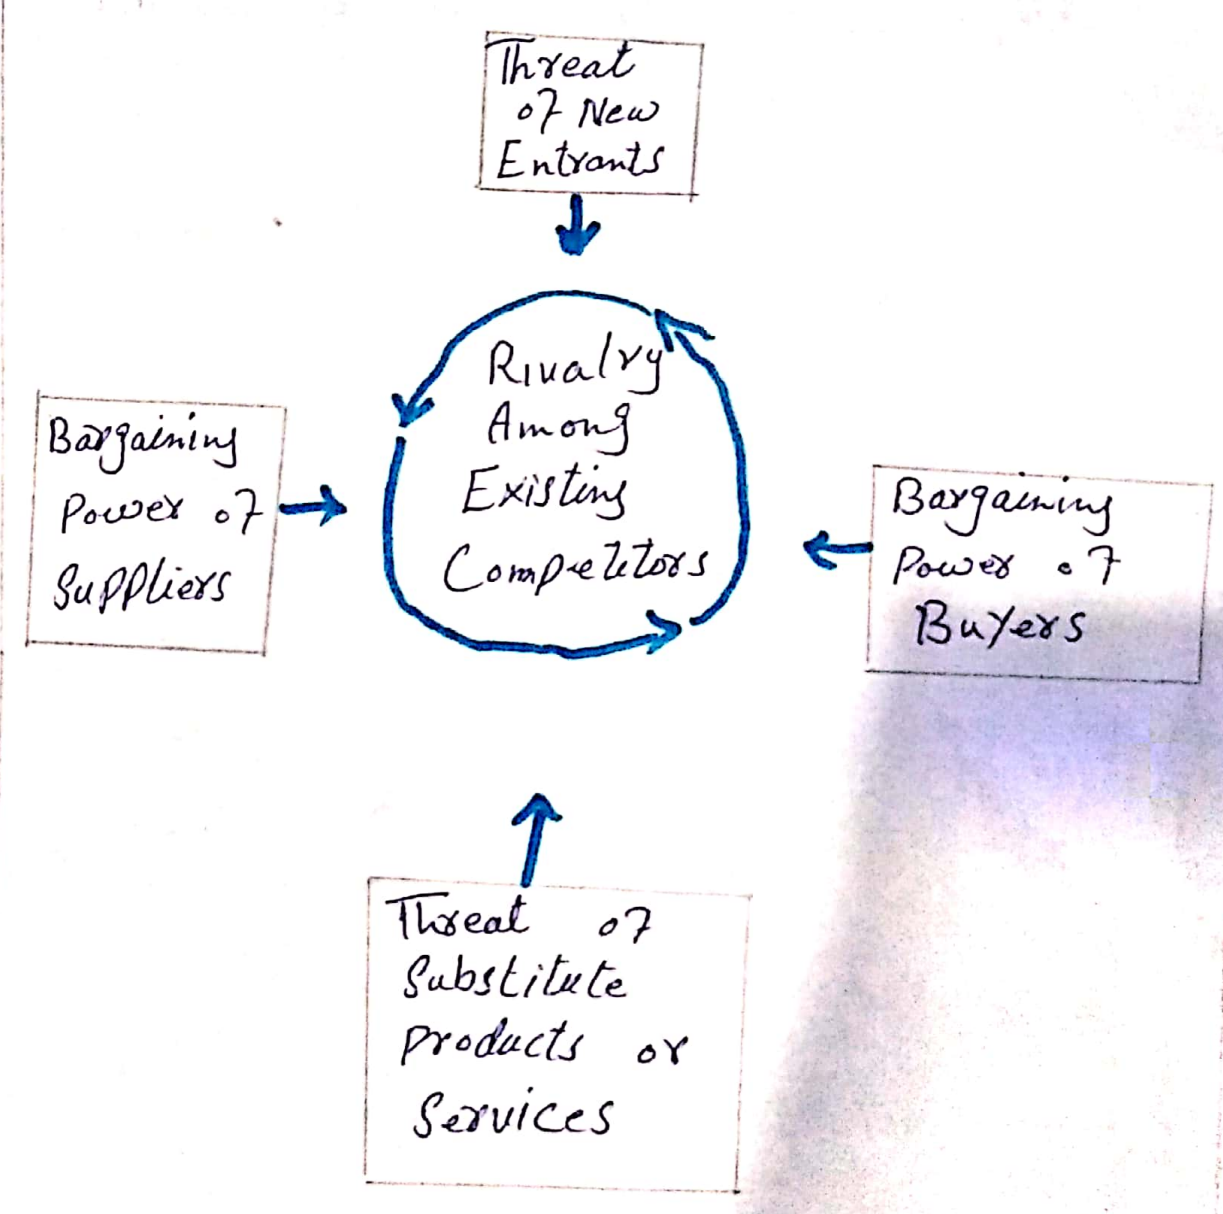 Threat
of New
Entrants
Rivalry
Among
Existing
Competitors
Bargaining
Power of
Suppliers
Bargaining
Power of
Buyers
Threat of
Substitute
Products or
Services